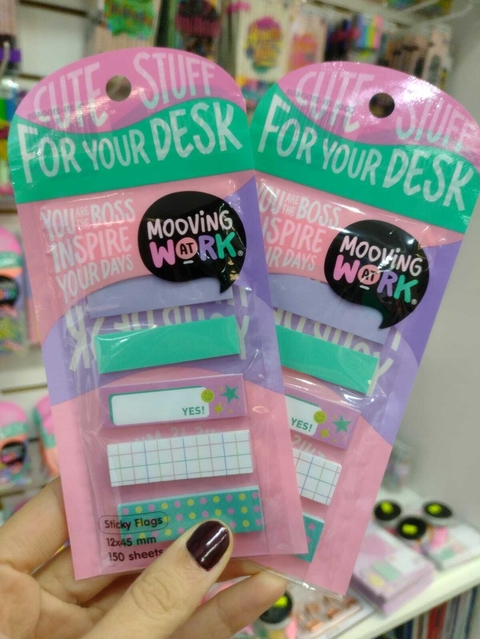 CUTE STUFF
FOR YOUR DESK
YOU ARE THE BOSS
INSPIRE
YOUR DAYS
MOOVING
AT
WORK®
YES!
Sticky Flags
12x45 mm
150 sheets
CUTE STUFF
FOR YOUR DESK
YOU ARE THE BOSS
INSPIRE
YOUR DAYS
MOOVING
AT
WORK®
YES!